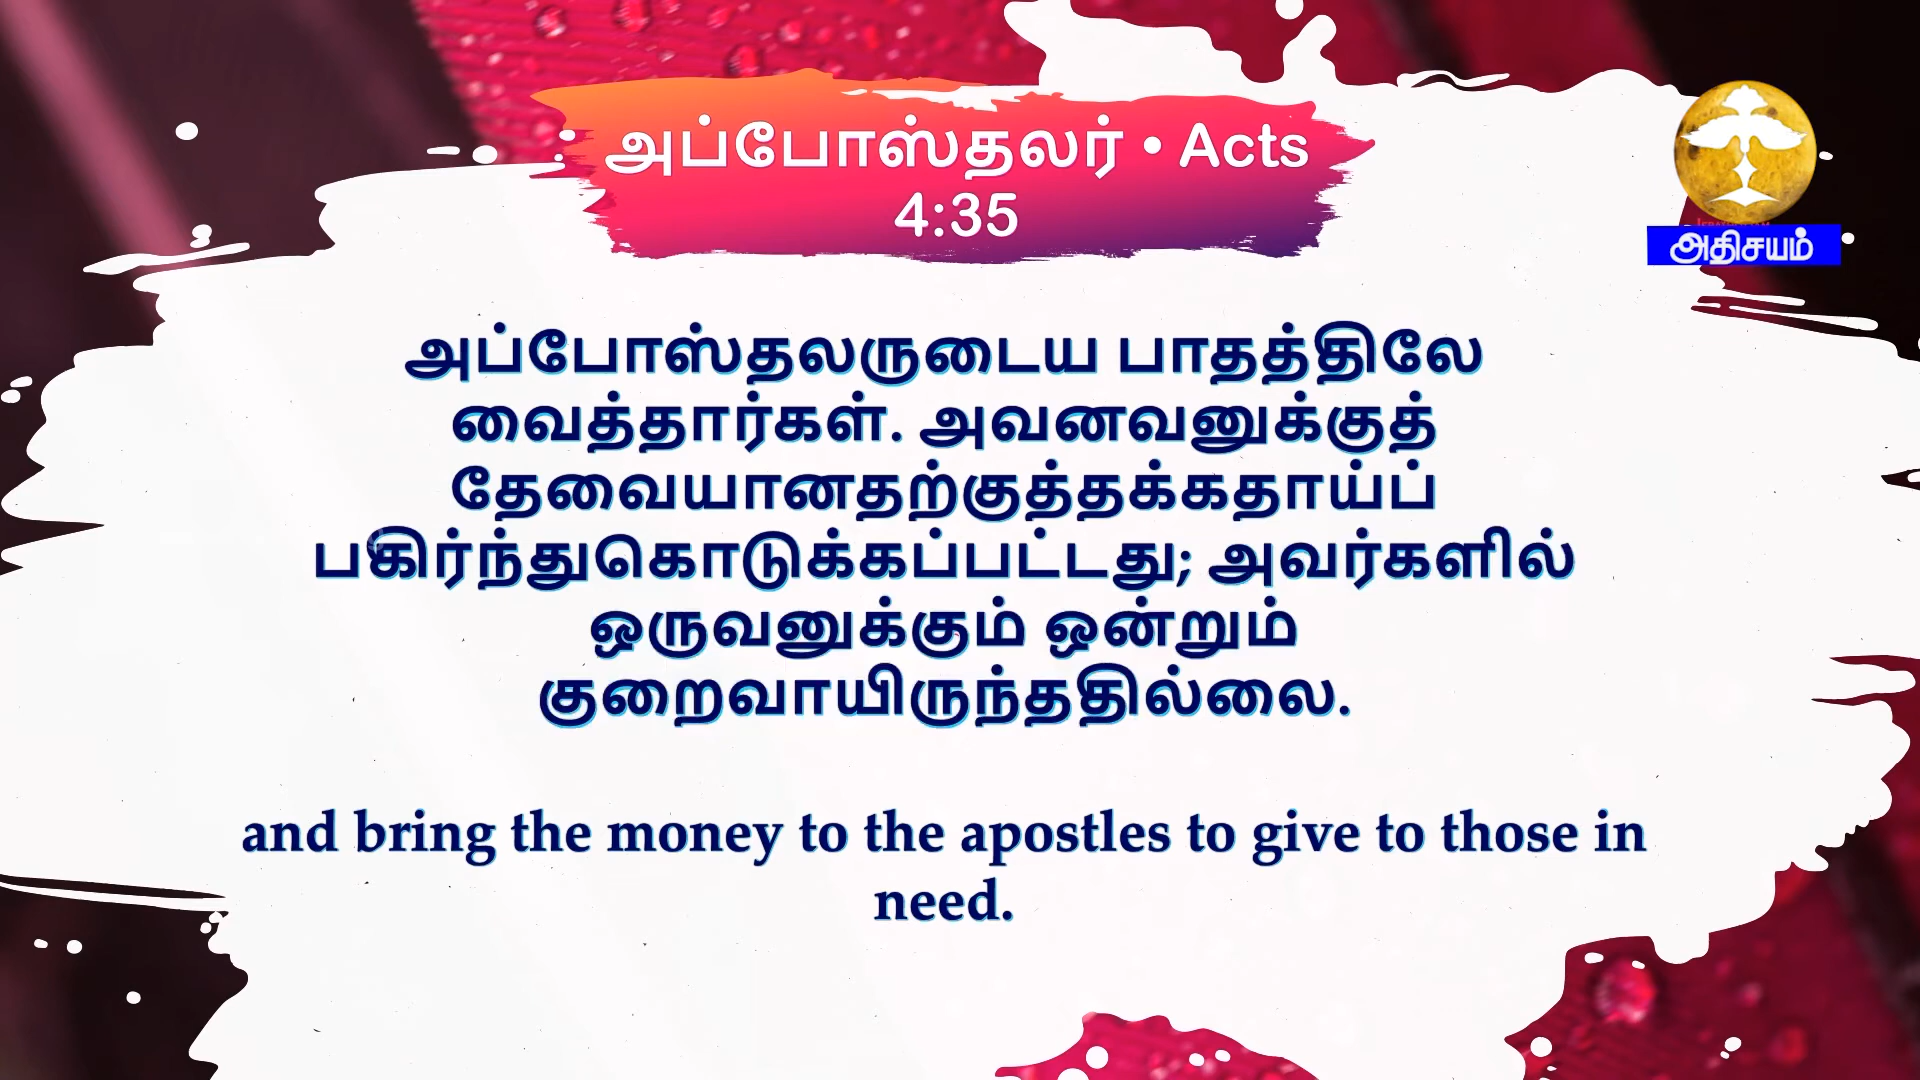 அப்போஸ்தலர் • Acts
4:35
அதிசயம்
அப்போஸ்தலருடைய பாதத்திலே
வைத்தார்கள். அவனவனுக்குத்
தேவையானதற்குத்தக்கதாய்ப்
பகிர்ந்துகொடுக்கப்பட்டது; அவர்களில்
ஒருவனுக்கும் ஒன்றும்
குறைவாயிருந்ததில்லை.
and bring the money to the apostles to give to those in
need.